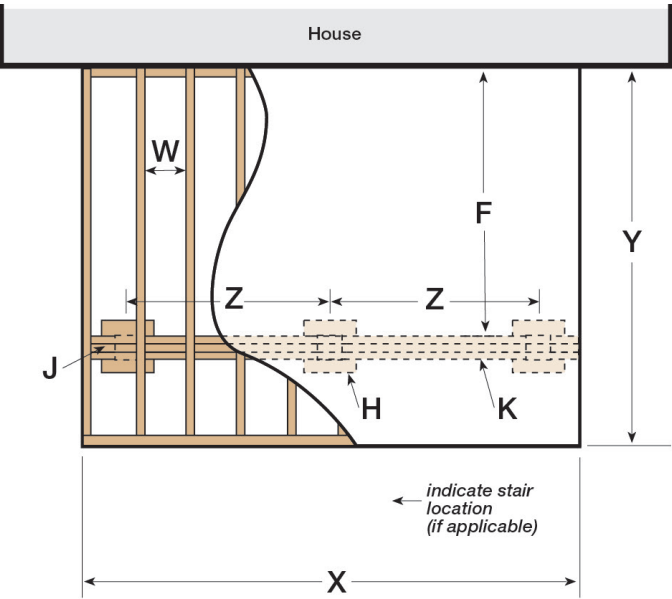 House
W
F
Y
Z
Z
J
H
K
indicate stair
location
(if applicable)
X